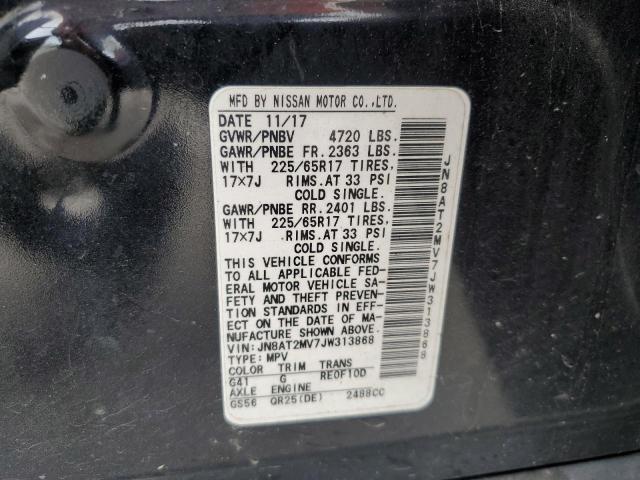 MFD BY NISSAN MOTOR CO.,LTD.
DATE 11/17
GVWR/PNBV 4720 LBS.
GAWR/PNBE FR. 2363 LBS.
WITH 225/65R17 TIRES,
17×7J RIMS. AT 33 PSI
COLD SINGLE.
GAWR/PNBE RR. 2401 LBS.
WITH 225/65R17 TIRES,
17×7J RIMS. AT 33 PSI
COLD SINGLE.
THIS VEHICLE CONFORMS
TO ALL APPLICABLE FED-
ERAL MOTOR VEHICLE SA-
FETY AND THEFT PREVEN-
TION STANDARDS IN EFF-
ECT ON THE DATE OF MA-
NUFACTURE SHOWN ABOVE.
VIN: JN8AT2MV7JW313868
TYPE: MPV
COLOR TRIM TRANS
G41 G RE0F10D
AXLE ENGINE
GS56 QR25(DE) 2488CC
JN8AT2MV7JW313868